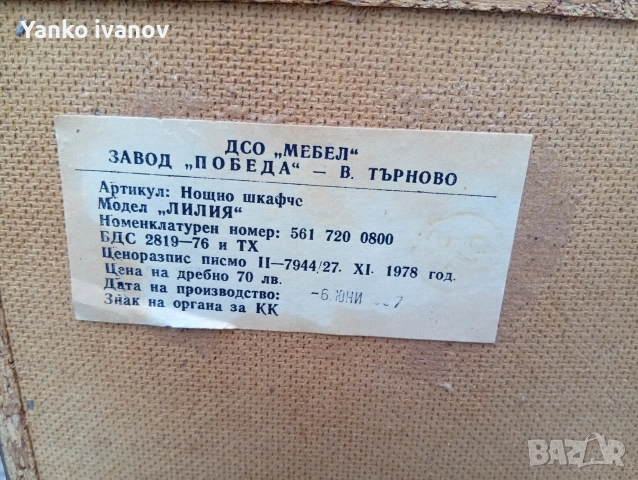 Yanko ivanov
ДСО „МЕБЕЛ"
ЗАВОД „ПОБЕДА" — В. ТЪРНОВО
Артикул: Нощно шкафче
Модел „ЛИЛИЯ"
Номенклатурен номер: 561 720 0800
БДС 2819—76 и ТХ
Ценоразпис писмо II—7944/27. XI. 1978 год.
Цена на дребно 70 лв.
Дата на производство: -6. ЮНИ
Знак на органа за КК
BAZAR